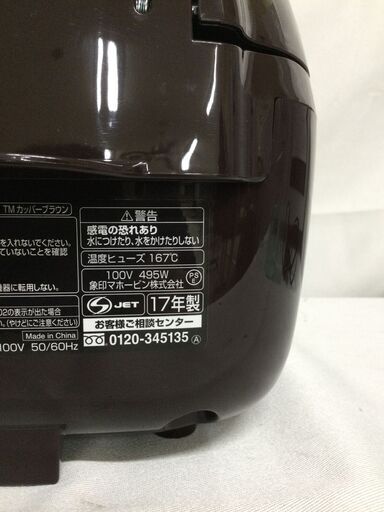 TMカッパーブラウン
を入れないでください。
ていないことを確認
機器に転用しない。
02の表示が出た場合
。(やけどにご注意ください)
Made in China
100V 50/60Hz
⚠警告
感電の恐れあり
水につけたり、水をかけたりしない
温度ヒューズ 167℃
100V 495W
象印マホービン株式会社
PS E
JET 17年製
お客様ご相談センター
0120-345135 Ⓐ